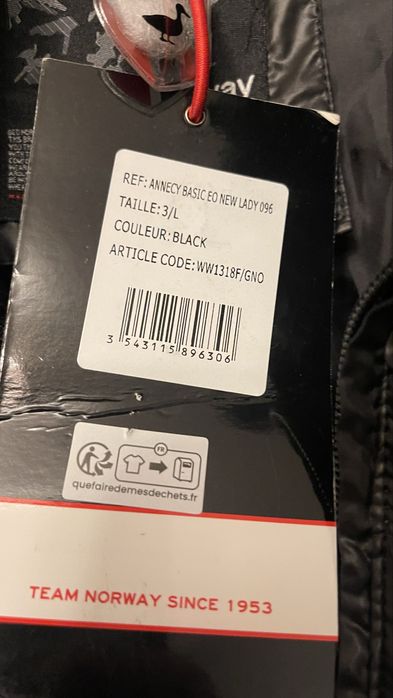 way
REF: ANNECY BASIC EO NEW LADY 096
TAILLE: 3/L
COULEUR: BLACK
ARTICLE CODE: WW1318F/GNO
3 543115 896306
FR
quefairedemesdechets.fr
TEAM NORWAY SINCE 1953